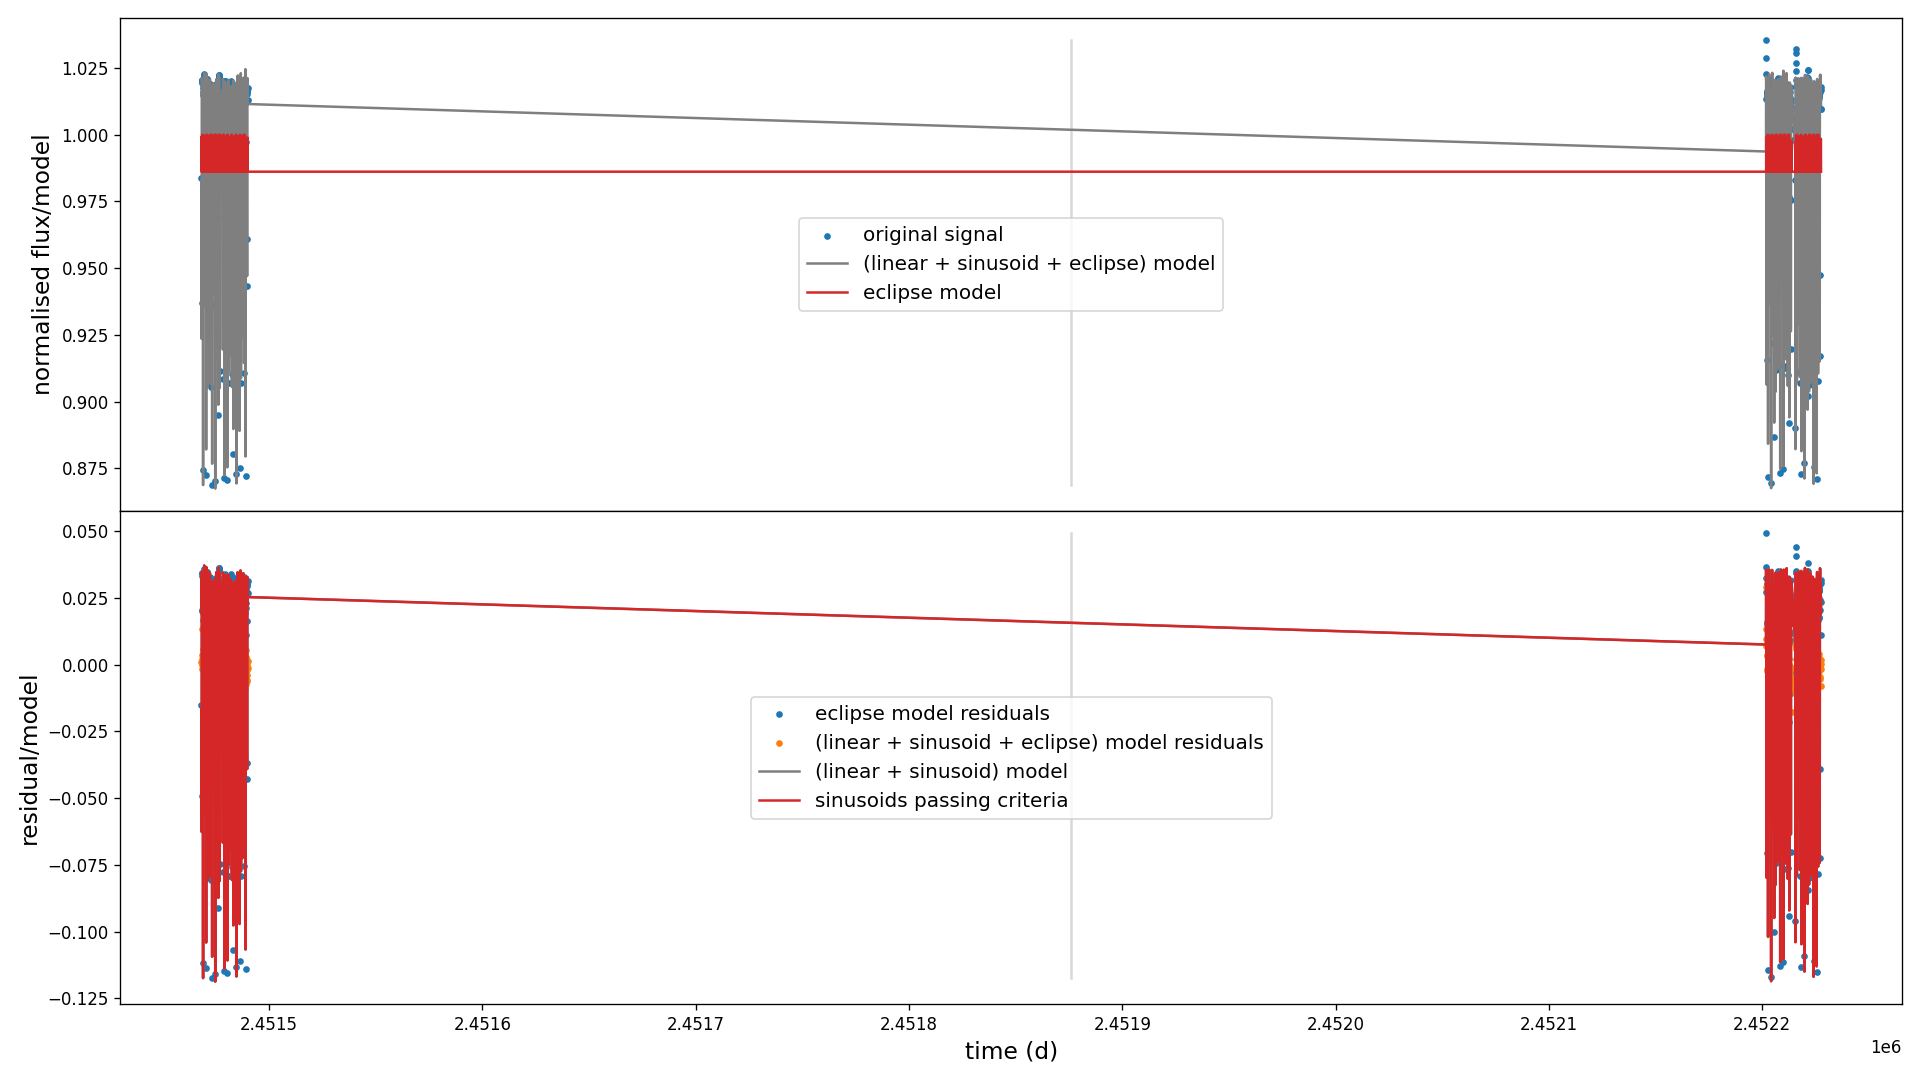 normalised flux/model
1.025
1.000
0.975
0.950
0.925
0.900
0.875
original signal
(linear + sinusoid + eclipse) model
eclipse model
residual/model
0.050
0.025
0.000
−0.025
−0.050
−0.075
−0.100
−0.125
eclipse model residuals
(linear + sinusoid + eclipse) model residuals
(linear + sinusoid) model
sinusoids passing criteria
2.4515 2.4516 2.4517 2.4518 2.4519 2.4520 2.4521 2.4522
time (d)
1e6